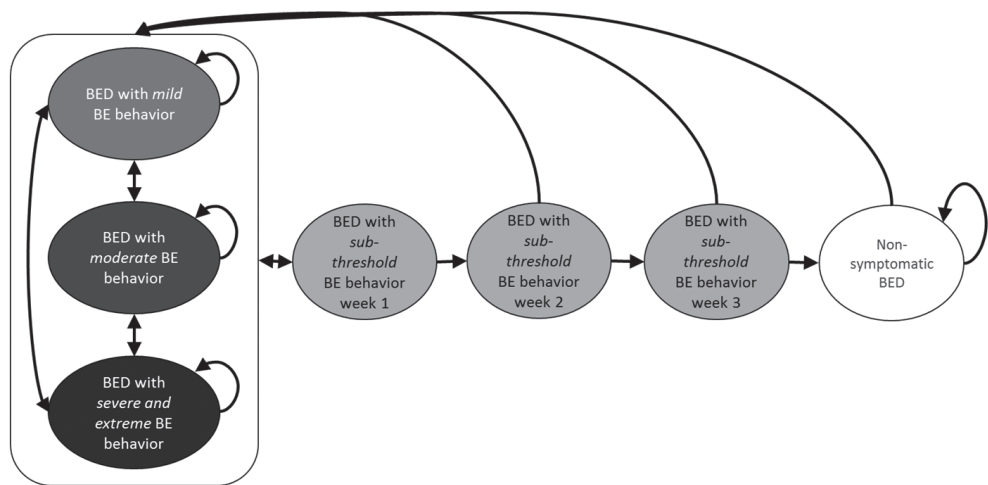 BED with mild
BE behavior
BED with
moderate BE
behavior
BED with
severe and
extreme BE
behavior
BED with
sub-
threshold
BE behavior
week 1
BED with
sub-
threshold
BE behavior
week 2
BED with
sub-
threshold
BE behavior
week 3
Non-
symptomatic
BED